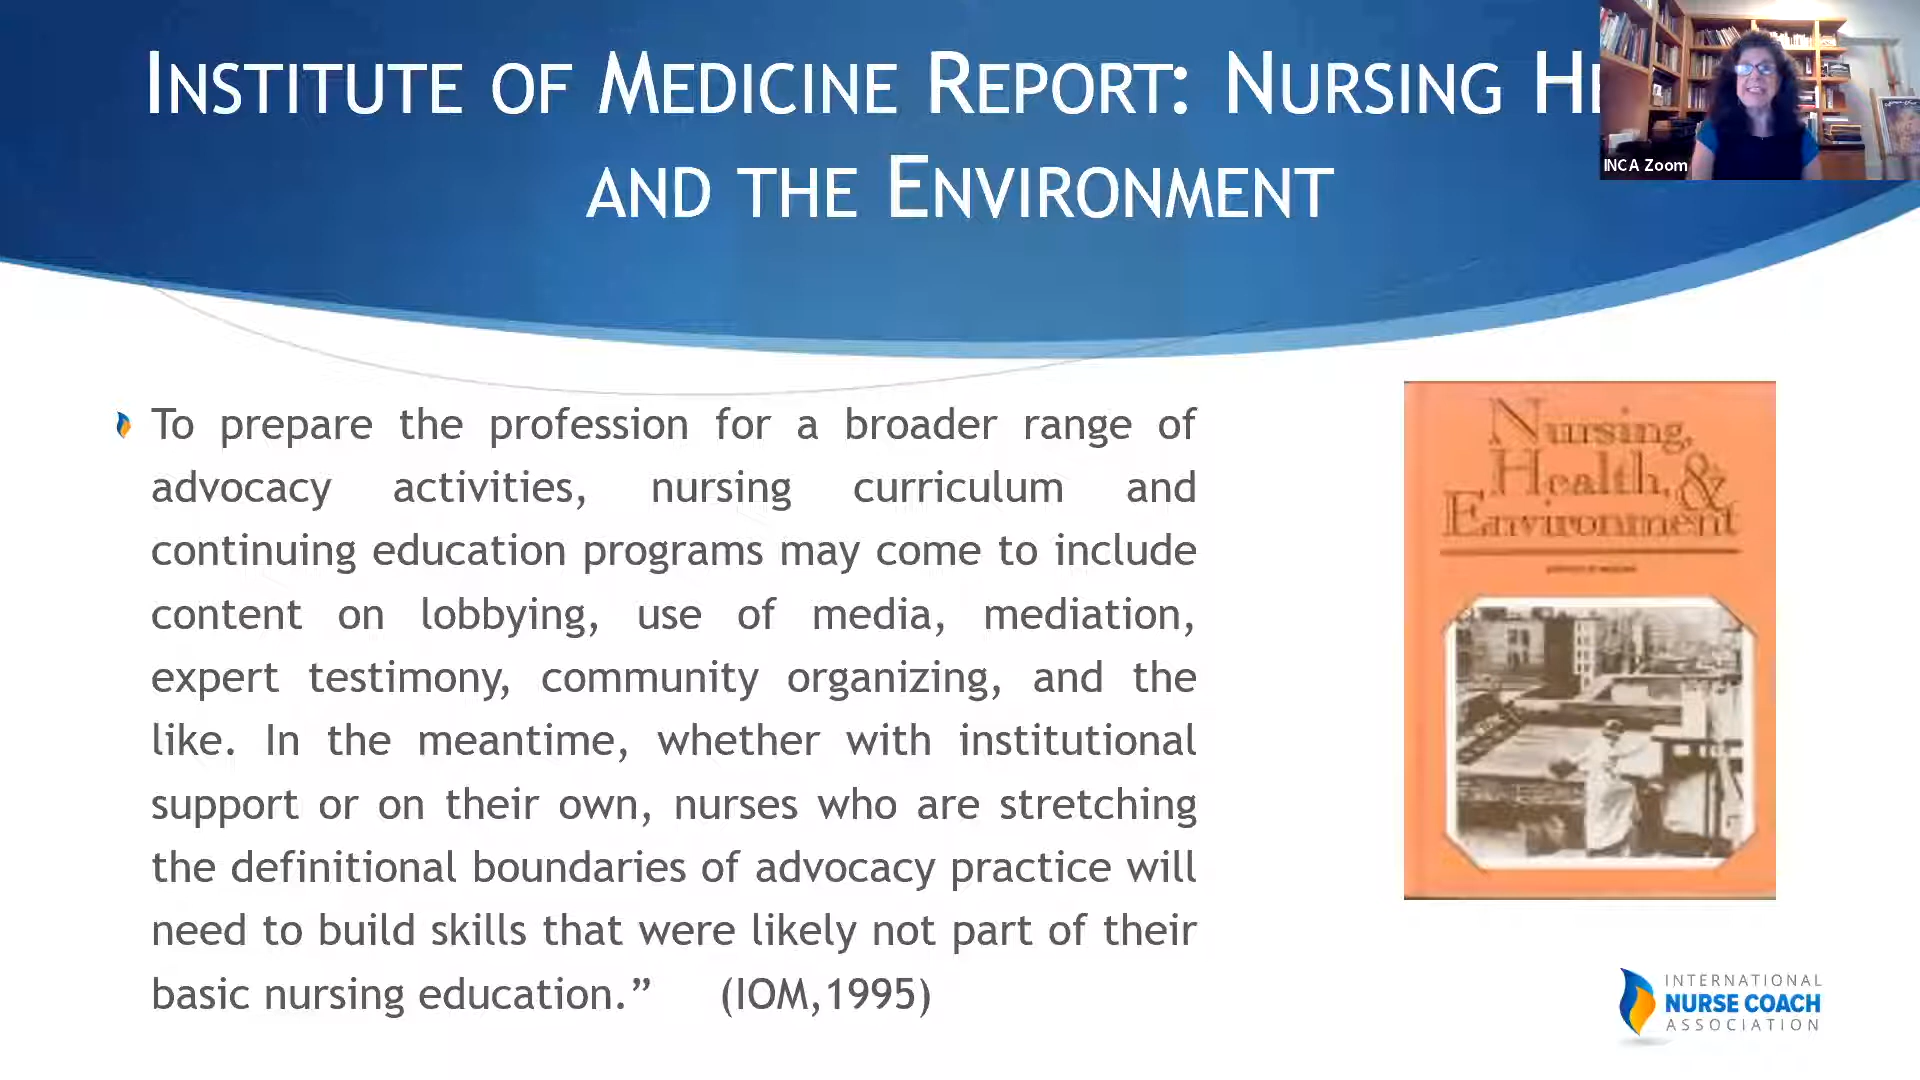 INSTITUTE OF MEDICINE REPORT: NURSING
AND THE ENVIRONMENT
INCA Zoom
To prepare the profession for a broader range of
advocacy activities, nursing curriculum and
continuing education programs may come to include
content on lobbying, use of media, mediation,
expert testimony, community organizing, and the
like. In the meantime, whether with institutional
support or on their own, nurses who are stretching
the definitional boundaries of advocacy practice will
need to build skills that were likely not part of their
basic nursing education.” (IOM,1995)
Nursing,
Health, &
Environment
INTERNATIONAL
NURSE COACH
ASSOCIATION